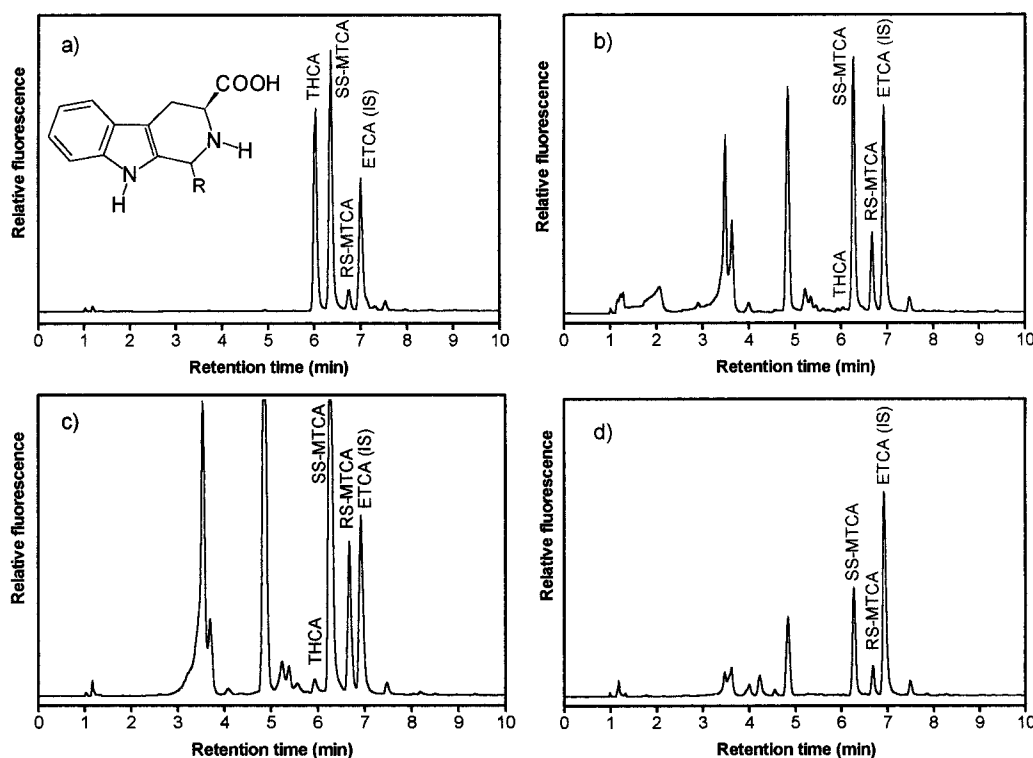 a)
Relative fluorescence
COOH
N
H
N
H
R
THCA
SS-MTCA
RS-MTCA
ETCA (IS)
0 1 2 3 4 5 6 7 8 9 10
Retention time (min)
b)
Relative fluorescence
THCA
SS-MTCA
RS-MTCA
ETCA (IS)
0 1 2 3 4 5 6 7 8 9 10
Retention time (min)
c)
Relative fluorescence
THCA
SS-MTCA
RS-MTCA
ETCA (IS)
0 1 2 3 4 5 6 7 8 9 10
Retention time (min)
d)
Relative fluorescence
SS-MTCA
RS-MTCA
ETCA (IS)
0 1 2 3 4 5 6 7 8 9 10
Retention time (min)